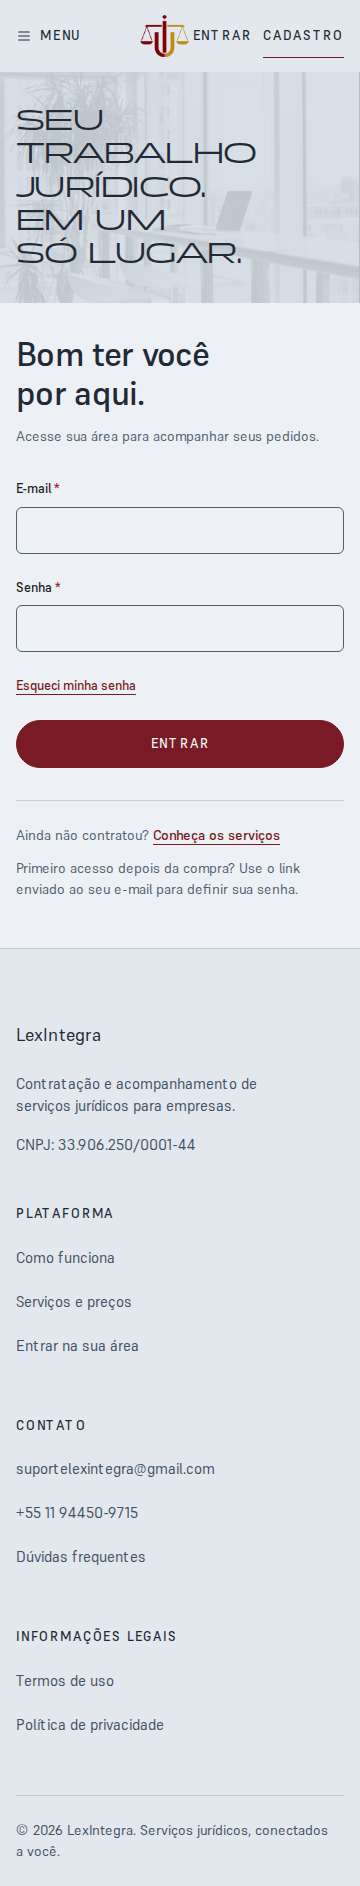 MENU
ENTRAR
CADASTRO
SEU
TRABALHO
JURÍDICO.
EM UM
SÓ LUGAR.
Bom ter você
por aqui.
Acesse sua área para acompanhar seus pedidos.
E-mail *
Senha *
Esqueci minha senha
ENTRAR
Ainda não contratou? Conheça os serviços
Primeiro acesso depois da compra? Use o link
enviado ao seu e-mail para definir sua senha.
LexIntegra
Contratação e acompanhamento de
serviços jurídicos para empresas.
CNPJ: 33.906.250/0001-44
PLATAFORMA
Como funciona
Serviços e preços
Entrar na sua área
CONTATO
suportelexintegra@gmail.com
+55 11 94450-9715
Dúvidas frequentes
INFORMAÇÕES LEGAIS
Termos de uso
Política de privacidade
© 2026 LexIntegra. Serviços jurídicos, conectados
a você.